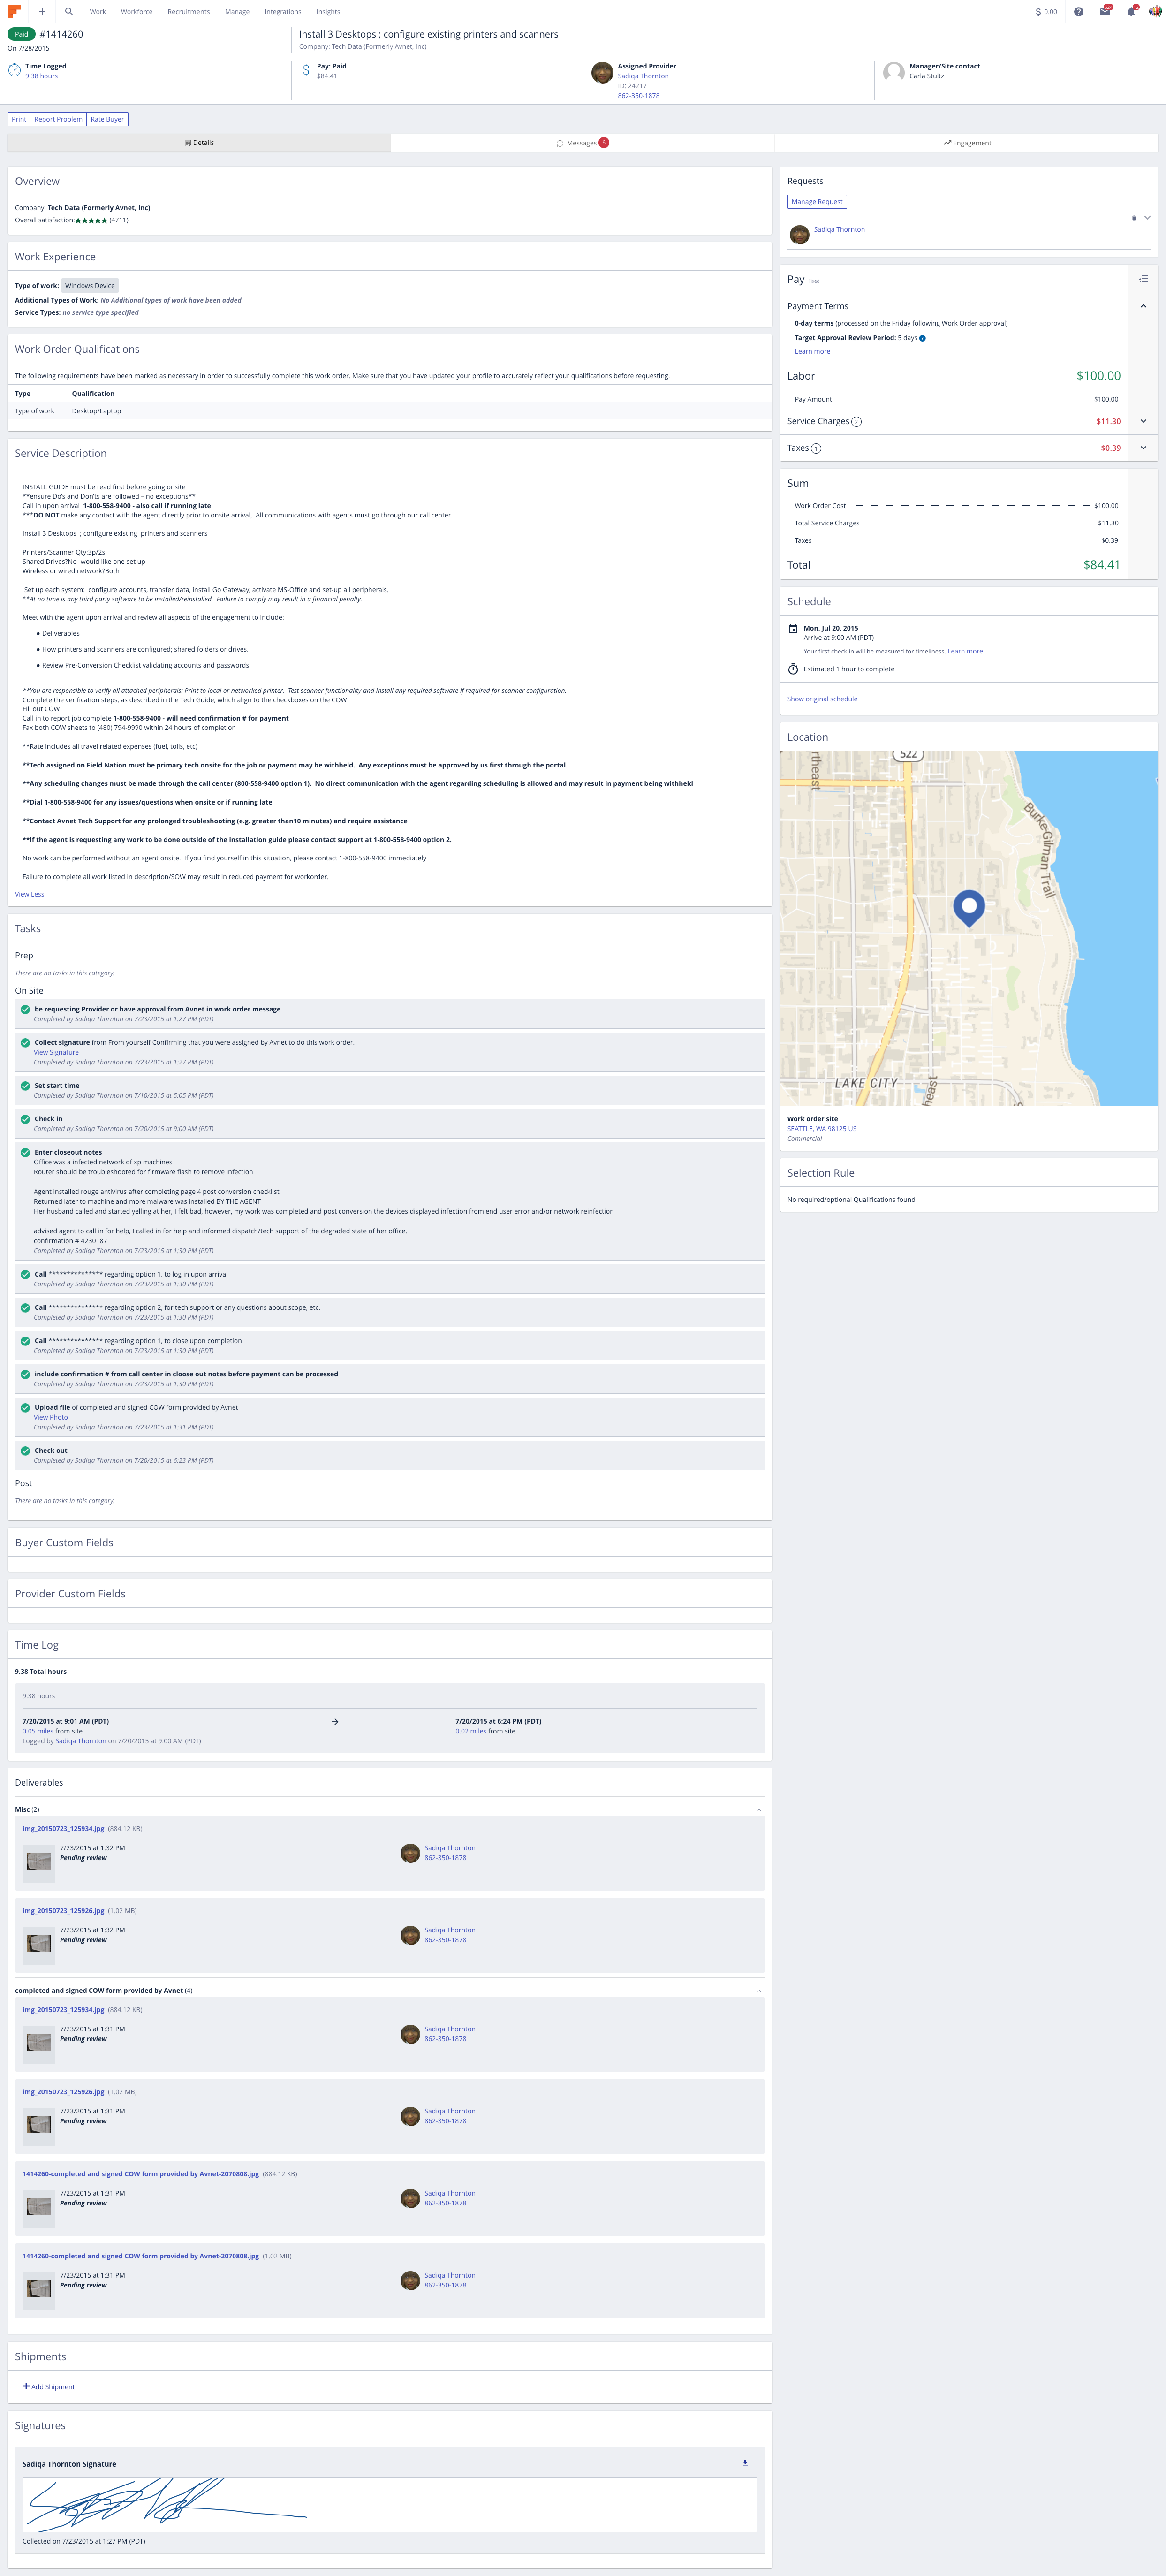 Work Workforce Recruitments Manage Integrations Insights
$ 0.00
Paid #1414260
On 7/28/2015
Install 3 Desktops ; configure existing printers and scanners
Company: Tech Data (Formerly Avnet, Inc)
Time Logged
9.38 hours
Pay: Paid
$84.41
Assigned Provider
Sadiqa Thornton
ID: 24217
862-350-1878
Manager/Site contact
Carla Stultz
Print Report Problem Rate Buyer
Details
Messages 6
Engagement
Overview
Company: Tech Data (Formerly Avnet, Inc)
Overall satisfaction:★★★★★ (4711)
Work Experience
Type of work: Windows Device
Additional Types of Work: No Additional types of work have been added
Service Types: no service type specified
Work Order Qualifications
The following requirements have been marked as necessary in order to successfully complete this work order. Make sure that you have updated your profile to accurately reflect your qualifications before requesting.
Type Qualification
Type of work Desktop/Laptop
Service Description
INSTALL GUIDE must be read first before going onsite
**ensure Do's and Don'ts are followed – no exceptions**
Call in upon arrival 1-800-558-9400 - also call if running late
***DO NOT make any contact with the agent directly prior to onsite arrival. All communications with agents must go through our call center.
Install 3 Desktops ; configure existing printers and scanners
Printers/Scanner Qty:3p/2s
Shared Drives?No- would like one set up
Wireless or wired network?Both
Set up each system: configure accounts, transfer data, install Go Gateway, activate MS-Office and set-up all peripherals.
**At no time is any third party software to be installed/reinstalled. Failure to comply may result in a financial penalty.
Meet with the agent upon arrival and review all aspects of the engagement to include:
● Deliverables
● How printers and scanners are configured; shared folders or drives.
● Review Pre-Conversion Checklist validating accounts and passwords.
**You are responsible to verify all attached peripherals: Print to local or networked printer. Test scanner functionality and install any required software if required for scanner configuration.
Complete the verification steps, as described in the Tech Guide, which align to the checkboxes on the COW
Fill out COW
Call in to report job complete 1-800-558-9400 - will need confirmation # for payment
Fax both COW sheets to (480) 794-9990 within 24 hours of completion
**Rate includes all travel related expenses (fuel, tolls, etc)
**Tech assigned on Field Nation must be primary tech onsite for the job or payment may be withheld. Any exceptions must be approved by us first through the portal.
**Any scheduling changes must be made through the call center (800-558-9400 option 1). No direct communication with the agent regarding scheduling is allowed and may result in payment being withheld
**Dial 1-800-558-9400 for any issues/questions when onsite or if running late
**Contact Avnet Tech Support for any prolonged troubleshooting (e.g. greater than10 minutes) and require assistance
**If the agent is requesting any work to be done outside of the installation guide please contact support at 1-800-558-9400 option 2.
No work can be performed without an agent onsite. If you find yourself in this situation, please contact 1-800-558-9400 immediately
Failure to complete all work listed in description/SOW may result in reduced payment for workorder.
View Less
Tasks
Prep
There are no tasks in this category.
On Site
be requesting Provider or have approval from Avnet in work order message
Completed by Sadiqa Thornton on 7/23/2015 at 1:27 PM (PDT)
Collect signature from From yourself Confirming that you were assigned by Avnet to do this work order.
View Signature
Completed by Sadiqa Thornton on 7/23/2015 at 1:27 PM (PDT)
Set start time
Completed by Sadiqa Thornton on 7/10/2015 at 5:05 PM (PDT)
Check in
Completed by Sadiqa Thornton on 7/20/2015 at 9:00 AM (PDT)
Enter closeout notes
Office was a infected network of xp machines
Router should be troubleshooted for firmware flash to remove infection
Agent installed rouge antivirus after completing page 4 post conversion checklist
Returned later to machine and more malware was installed BY THE AGENT
Her husband called and started yelling at her, I felt bad, however, my work was completed and post conversion the devices displayed infection from end user error and/or network reinfection
advised agent to call in for help, I called in for help and informed dispatch/tech support of the degraded state of her office.
confirmation # 4230187
Completed by Sadiqa Thornton on 7/23/2015 at 1:30 PM (PDT)
Call *************** regarding option 1, to log in upon arrival
Completed by Sadiqa Thornton on 7/23/2015 at 1:30 PM (PDT)
Call *************** regarding option 2, for tech support or any questions about scope, etc.
Completed by Sadiqa Thornton on 7/23/2015 at 1:30 PM (PDT)
Call *************** regarding option 1, to close upon completion
Completed by Sadiqa Thornton on 7/23/2015 at 1:30 PM (PDT)
include confirmation # from call center in cloose out notes before payment can be processed
Completed by Sadiqa Thornton on 7/23/2015 at 1:30 PM (PDT)
Upload file of completed and signed COW form provided by Avnet
View Photo
Completed by Sadiqa Thornton on 7/23/2015 at 1:31 PM (PDT)
Check out
Completed by Sadiqa Thornton on 7/20/2015 at 6:23 PM (PDT)
Post
There are no tasks in this category.
Buyer Custom Fields
Provider Custom Fields
Time Log
9.38 Total hours
9.38 hours
7/20/2015 at 9:01 AM (PDT) → 7/20/2015 at 6:24 PM (PDT)
0.05 miles from site 0.02 miles from site
Logged by Sadiqa Thornton on 7/20/2015 at 9:00 AM (PDT)
Deliverables
Misc (2)
img_20150723_125934.jpg (884.12 KB)
7/23/2015 at 1:32 PM Sadiqa Thornton
Pending review 862-350-1878
img_20150723_125926.jpg (1.02 MB)
7/23/2015 at 1:32 PM Sadiqa Thornton
Pending review 862-350-1878
completed and signed COW form provided by Avnet (4)
img_20150723_125934.jpg (884.12 KB)
7/23/2015 at 1:31 PM Sadiqa Thornton
Pending review 862-350-1878
img_20150723_125926.jpg (1.02 MB)
7/23/2015 at 1:31 PM Sadiqa Thornton
Pending review 862-350-1878
1414260-completed and signed COW form provided by Avnet-2070808.jpg (884.12 KB)
7/23/2015 at 1:31 PM Sadiqa Thornton
Pending review 862-350-1878
1414260-completed and signed COW form provided by Avnet-2070808.jpg (1.02 MB)
7/23/2015 at 1:31 PM Sadiqa Thornton
Pending review 862-350-1878
Shipments
+ Add Shipment
Signatures
Sadiqa Thornton Signature
Collected on 7/23/2015 at 1:27 PM (PDT)
Requests
Manage Request
Sadiqa Thornton
Pay Fixed
Payment Terms
0-day terms (processed on the Friday following Work Order approval)
Target Approval Review Period: 5 days
Learn more
Labor $100.00
Pay Amount $100.00
Service Charges 2 $11.30
Taxes 1 $0.39
Sum
Work Order Cost $100.00
Total Service Charges $11.30
Taxes $0.39
Total $84.41
Schedule
Mon, Jul 20, 2015
Arrive at 9:00 AM (PDT)
Your first check in will be measured for timeliness. Learn more
Estimated 1 hour to complete
Show original schedule
Location
522
Burke-Gilman Trail
LAKE CITY
Work order site
SEATTLE, WA 98125 US
Commercial
Selection Rule
No required/optional Qualifications found